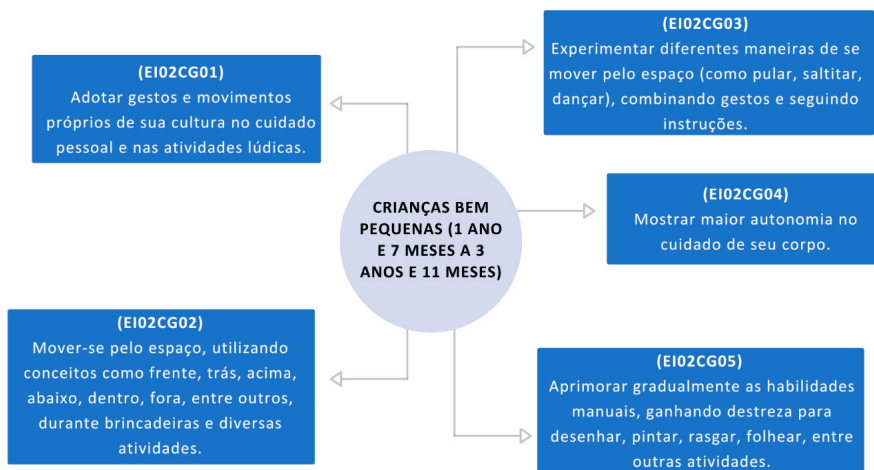 (EI02CG01)
Adotar gestos e movimentos
próprios de sua cultura no cuidado
pessoal e nas atividades lúdicas.
(EI02CG03)
Experimentar diferentes maneiras de se
mover pelo espaço (como pular, saltitar,
dançar), combinando gestos e seguindo
instruções.
CRIANÇAS BEM
PEQUENAS (1 ANO
E 7 MESES A 3
ANOS E 11 MESES)
(EI02CG04)
Mostrar maior autonomia no
cuidado de seu corpo.
(EI02CG02)
Mover-se pelo espaço, utilizando
conceitos como frente, trás, acima,
abaixo, dentro, fora, entre outros,
durante brincadeiras e diversas
atividades.
(EI02CG05)
Aprimorar gradualmente as habilidades
manuais, ganhando destreza para
desenhar, pintar, rasgar, folhear, entre
outras atividades.